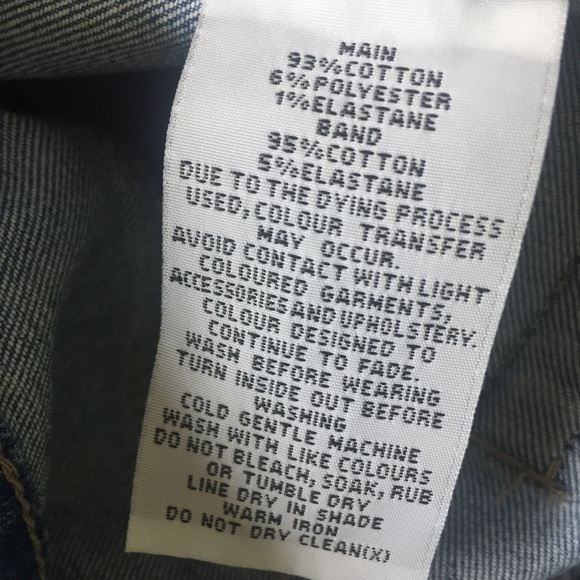 MAIN
93%COTTON
6%POLYESTER
1%ELASTANE
BAND
95%COTTON
5%ELASTANE
DUE TO THE DYING PROCESS
USED, COLOUR TRANSFER
MAY OCCUR.
AVOID CONTACT WITH LIGHT
COLOURED GARMENTS,
ACCESSORIES AND UPHOLSTERY.
COLOUR DESIGNED TO
CONTINUE TO FADE.
WASH BEFORE WEARING
TURN INSIDE OUT BEFORE
WASHING
COLD GENTLE MACHINE
WASH WITH LIKE COLOURS
DO NOT BLEACH, SOAK, RUB
OR TUMBLE DRY
LINE DRY IN SHADE
WARM IRON
DO NOT DRY CLEAN(X)